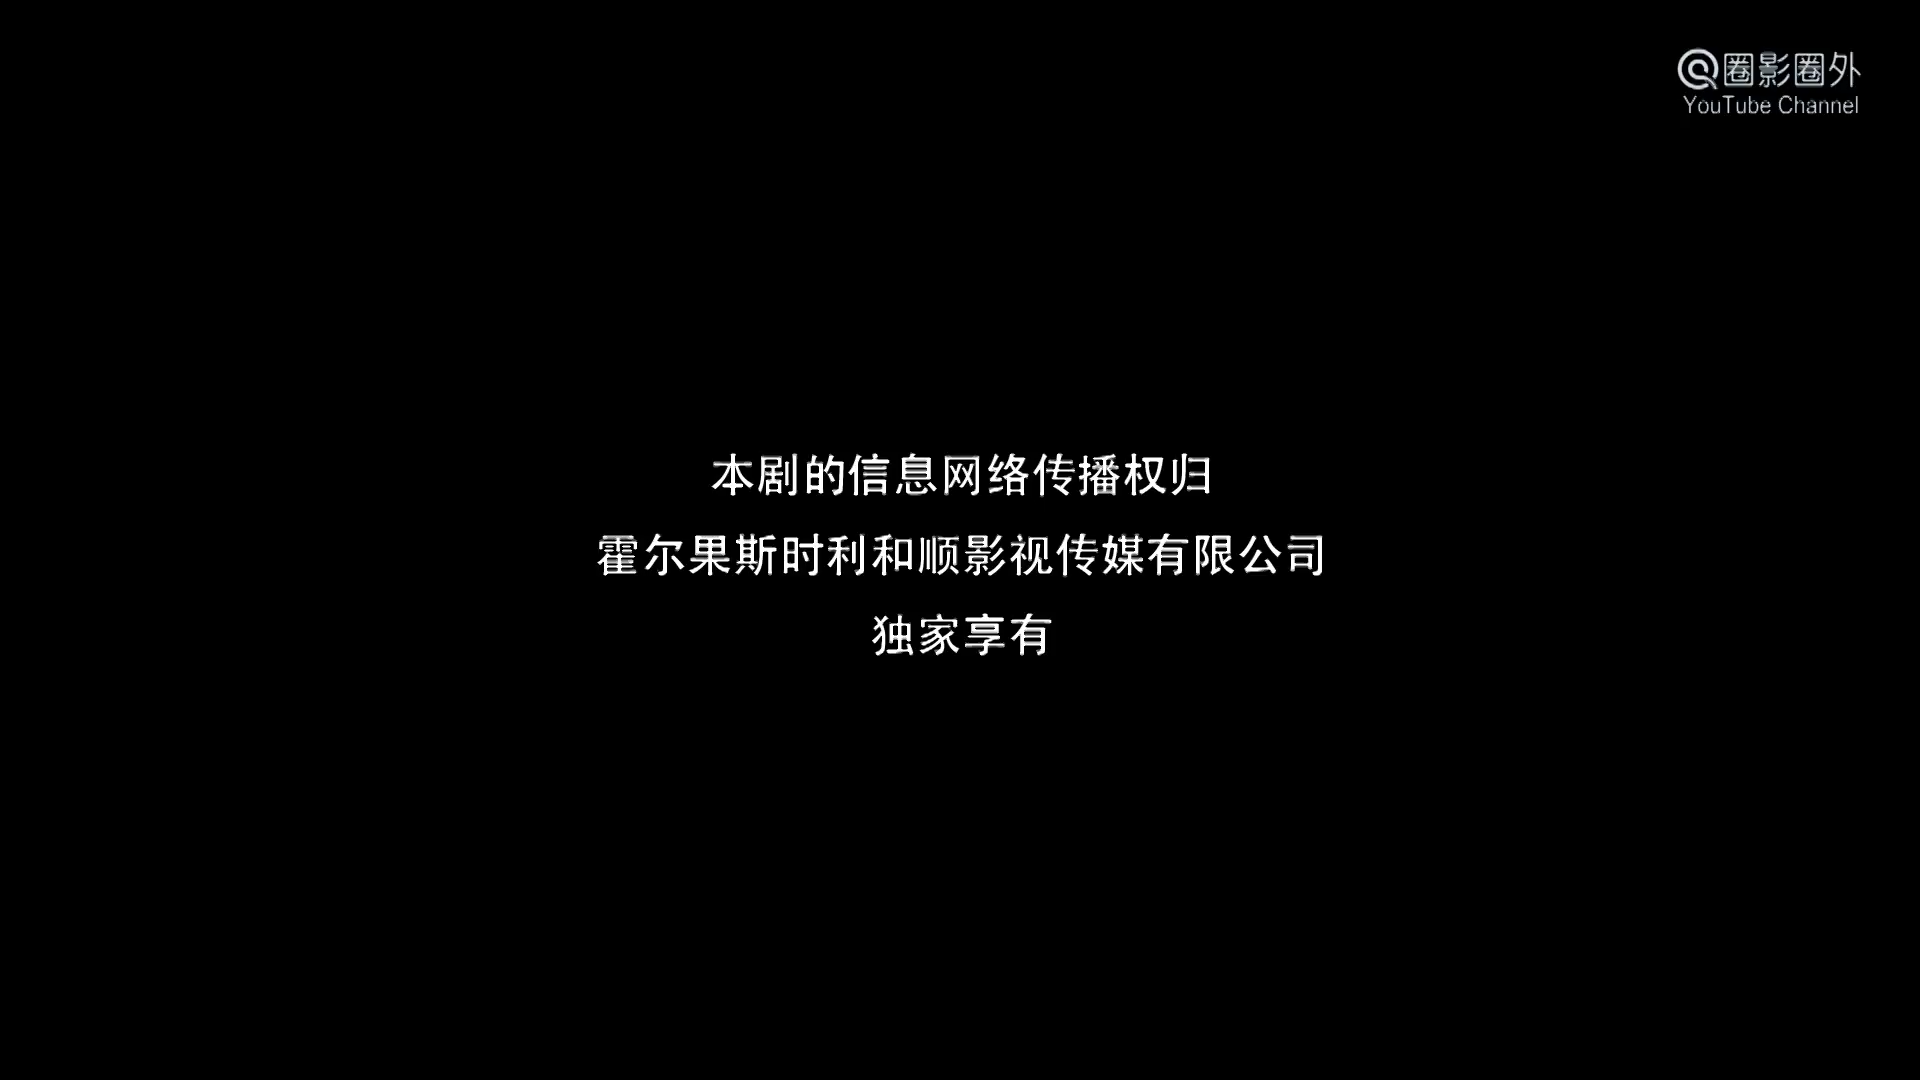 圈影圈外
YouTube Channel
本剧的信息网络传播权归
霍尔果斯时利和顺影视传媒有限公司
独家享有